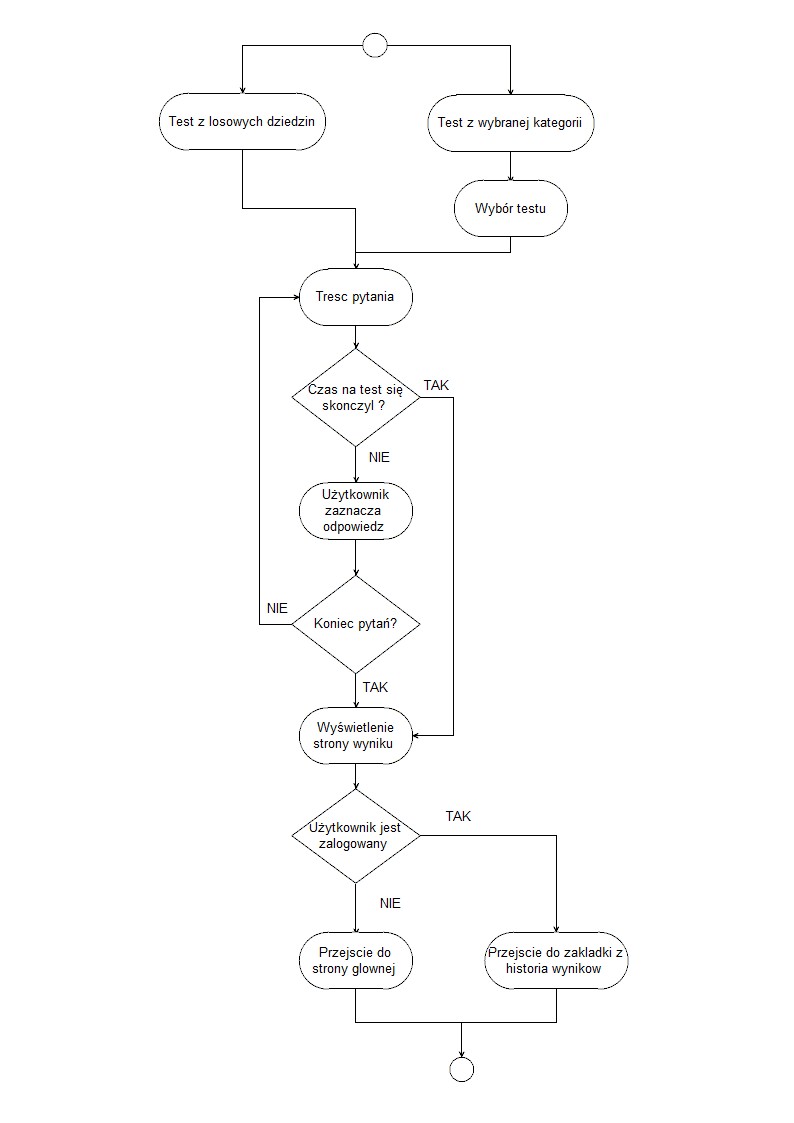 Test z losowych dziedzin
Test z wybranej kategorii
Wybór testu
Tresc pytania
Czas na test się
skonczyl ?
TAK
NIE
Użytkownik
zaznacza
odpowiedz
NIE
Koniec pytań?
TAK
Wyświetlenie
strony wyniku
Użytkownik jest
zalogowany
TAK
NIE
Przejscie do
strony glownej
Przejscie do zakladki z
historia wynikow